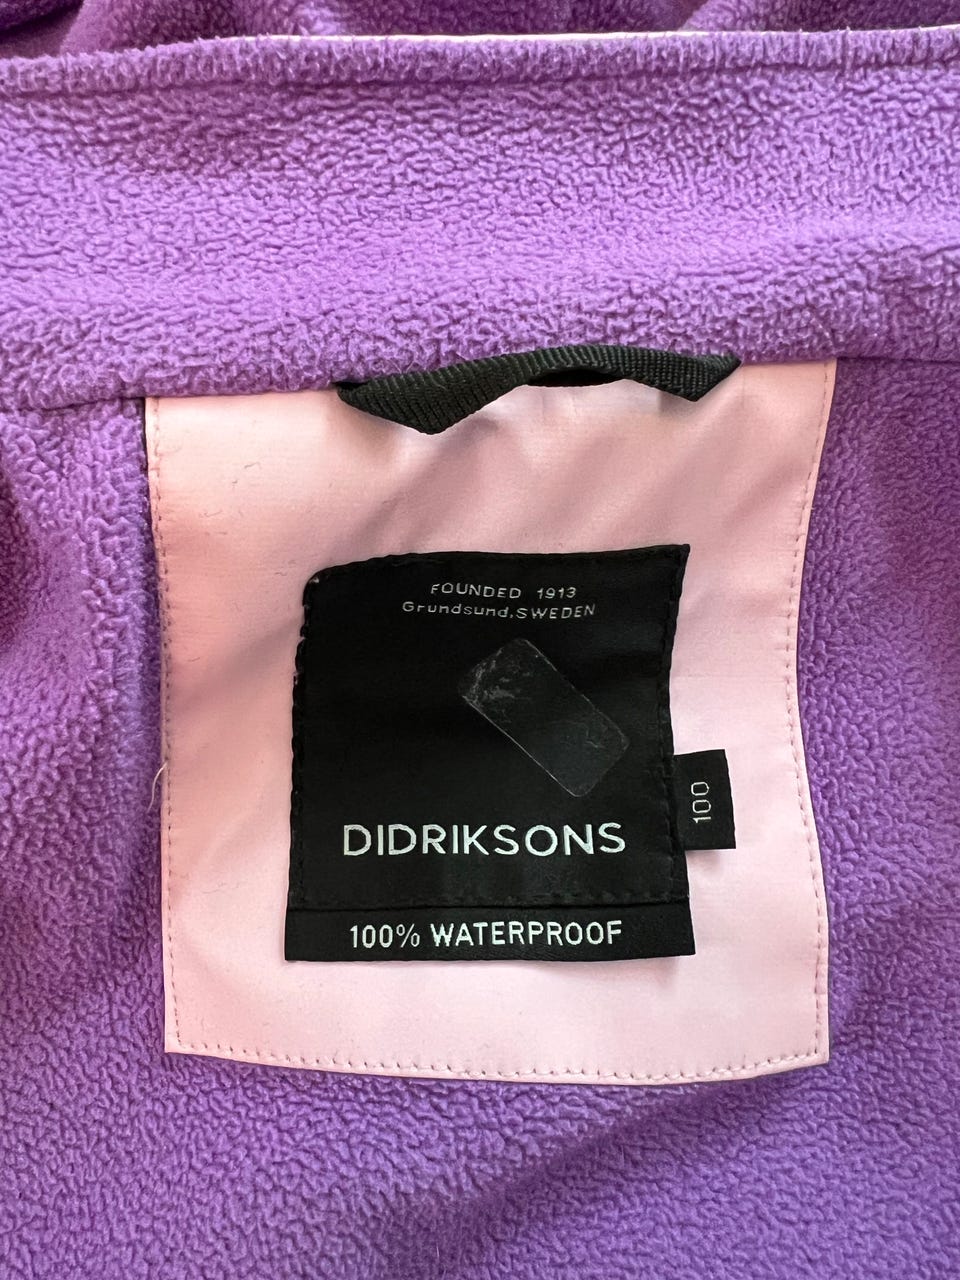 FOUNDED 1913
Grundsund,SWEDEN
DIDRIKSONS
100
100% WATERPROOF